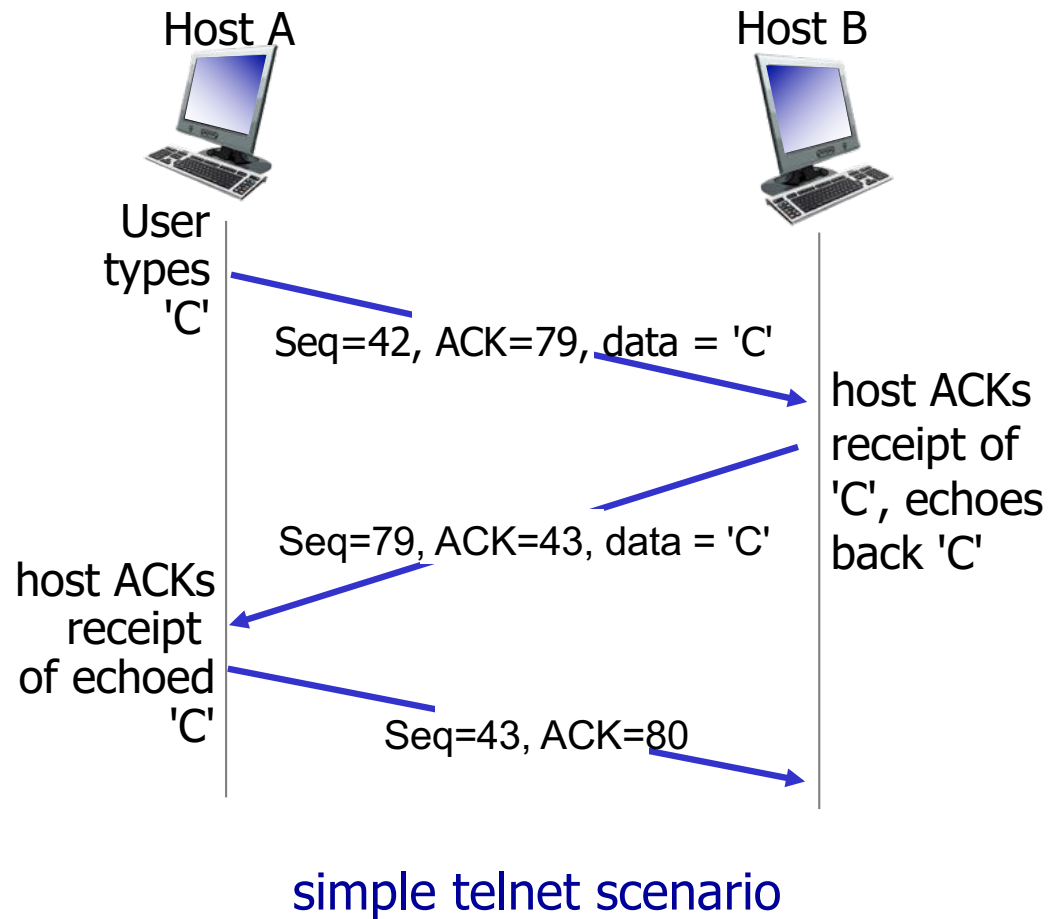 Host A
Host B
User
types
'C'
Seq=42, ACK=79, data = 'C'
host ACKs
receipt of
'C', echoes
back 'C'
Seq=79, ACK=43, data = 'C'
host ACKs
receipt
of echoed
'C'
Seq=43, ACK=80
simple telnet scenario